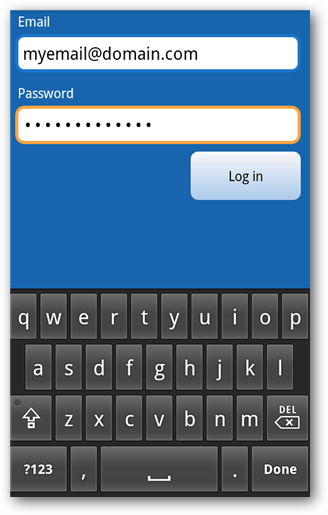 Email
myemail@domain.com
Password
•••••••••••••
Log in
q w e r t y u i o p
a s d f g h j k l
z x c v b n m DEL
?123 , . Done